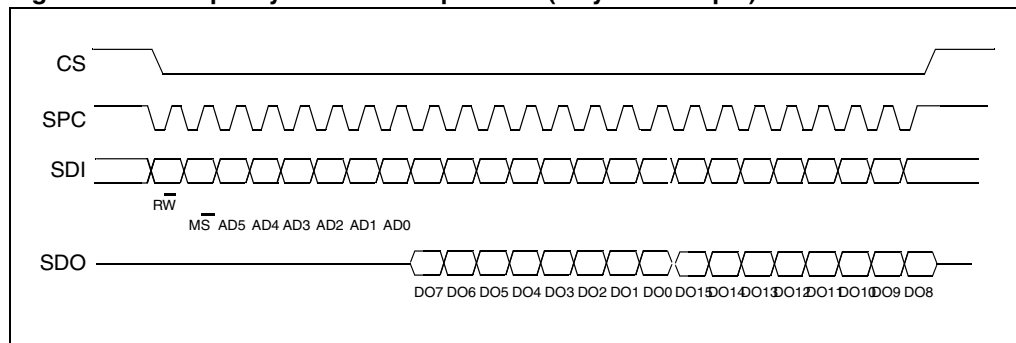 CS
SPC
SDI
RW
MS AD5 AD4 AD3 AD2 AD1 AD0
SDO
DO7 DO6 DO5 DO4 DO3 DO2 DO1 DO0 DO15 DO14 DO13 DO12 DO11 DO10 DO9 DO8